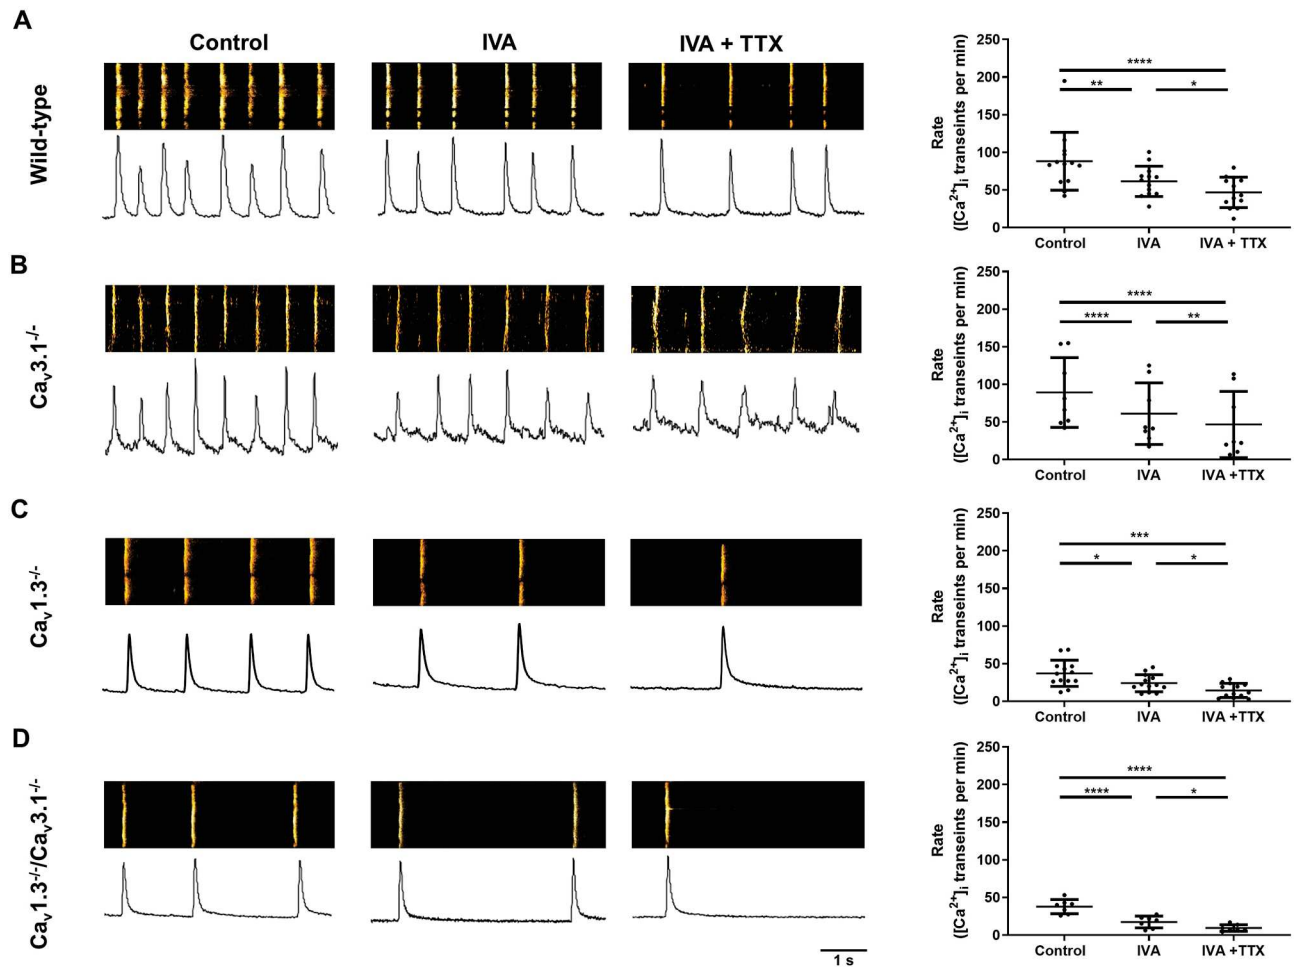 A
Control
IVA
IVA + TTX
Wild-type
Rate
([Ca²⁺]ᵢ transeints per min)
250
200
150
100
50
0
****
**
*
Control
IVA
IVA + TTX
B
Caᵥ3.1⁻/⁻
Rate
([Ca²⁺]ᵢ transeints per min)
250
200
150
100
50
0
****
****
**
Control
IVA
IVA +TTX
C
Caᵥ1.3⁻/⁻
Rate
([Ca²⁺]ᵢ transeints per min)
250
200
150
100
50
0
***
*
*
Control
IVA
IVA +TTX
D
Caᵥ1.3⁻/⁻/Caᵥ3.1⁻/⁻
1 s
Rate
([Ca²⁺]ᵢ transeints per min)
250
200
150
100
50
0
****
****
*
Control
IVA
IVA +TTX